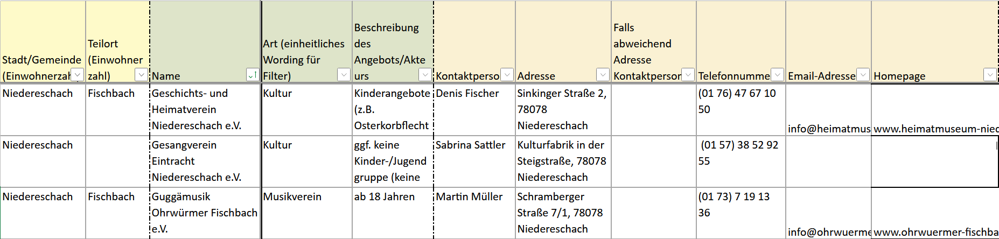 Stadt/Gemeinde
(Einwohnerzah
Teilort
(Einwohner
zahl)
Name
Art (einheitliches
Wording für
Filter)
Beschreibung
des
Angebots/Akte
urs
Kontaktperso
Adresse
Falls
abweichend
Adresse
Kontaktperson
Telefonnumme
Email-Adresse
Homepage
Niedereschach
Fischbach
Geschichts- und
Heimatverein
Niedereschach e.V.
Kultur
Kinderangebote
(z.B.
Osterkorbflecht
Denis Fischer
Sinkinger Straße 2,
78078
Niedereschach
(01 76) 47 67 10
50
info@heimatmus
www.heimatmuseum-nied
Niedereschach
Gesangverein
Eintracht
Niedereschach e.V.
Kultur
ggf. keine
Kinder-/Jugend
gruppe (keine
Sabrina Sattler
Kulturfabrik in der
Steigstraße, 78078
Niedereschach
(01 57) 38 52 92
55
Niedereschach
Fischbach
Guggämusik
Ohrwürmer Fischbach
e.V.
Musikverein
ab 18 Jahren
Martin Müller
Schramberger
Straße 7/1, 78078
Niedereschach
(01 73) 7 19 13
36
info@ohrwuerme
www.ohrwuermer-fischba